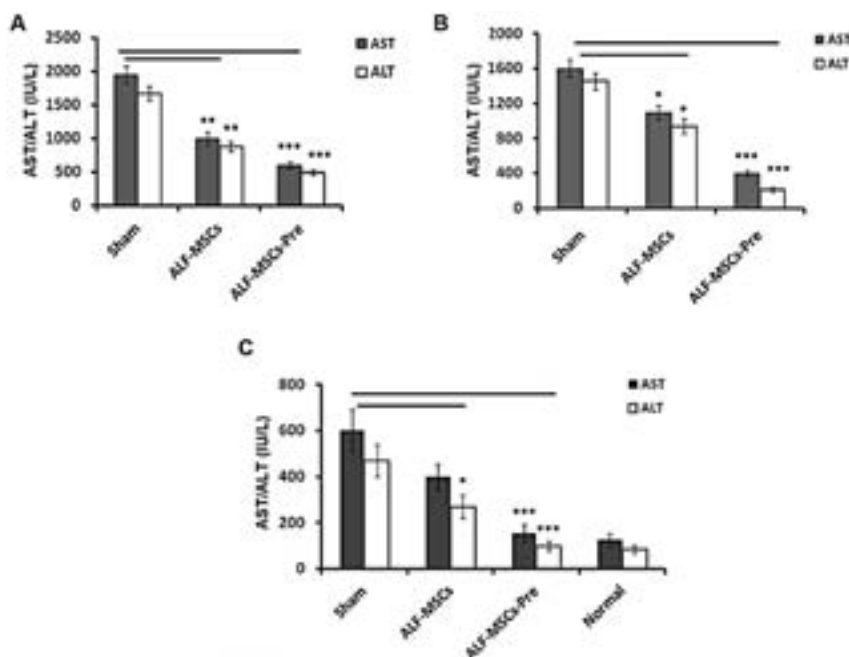 A
AST/ALT (IU/L)
2500
2000
1500
1000
500
0
** ** *** ***
AST
ALT
Sham
ALF-MSCs
ALF-MSCs-Pre
B
AST/ALT (IU/L)
2000
1600
1200
800
400
0
* * *** ***
AST
ALT
Sham
ALF-MSCs
ALF-MSCs-Pre
C
AST/ALT (IU/L)
800
600
400
200
0
* *** ***
AST
ALT
Sham
ALF-MSCs
ALF-MSCs-Pre
Normal